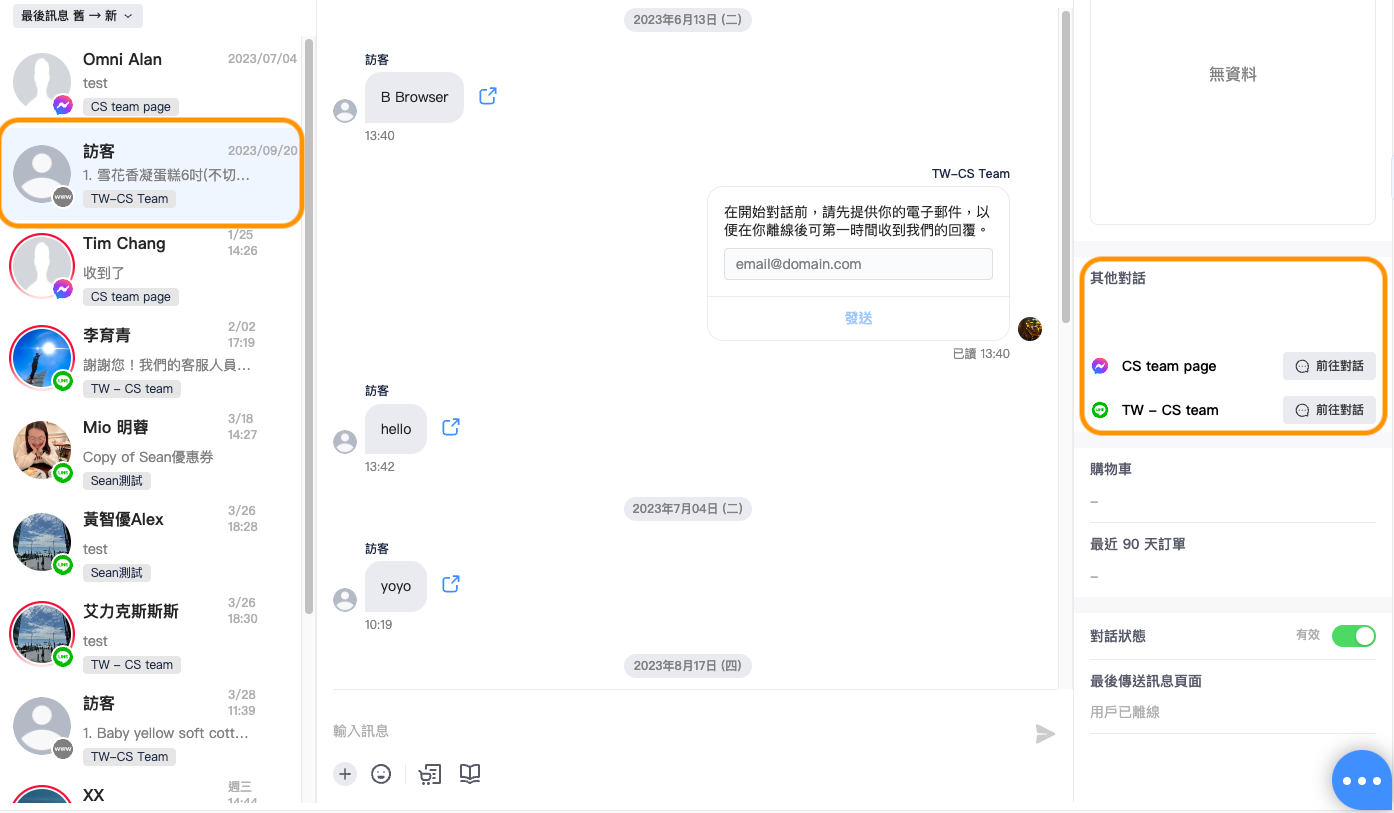 最後訊息 舊 → 新
Omni Alan
2023/07/04
test
CS team page
訪客
2023/09/20
1. 雪花香凝蛋糕6吋(不切…
www
TW-CS Team
Tim Chang
1/25
14:26
收到了
CS team page
李育青
2/02
17:19
謝謝您！我們的客服人員…
LINE
TW - CS team
Mio 明蓉
3/18
14:27
Copy of Sean優惠券
LINE
Sean測試
黃智優Alex
3/26
18:28
test
LINE
Sean測試
艾力克斯斯斯
3/26
18:30
test
LINE
TW - CS team
訪客
3/28
11:39
1. Baby yellow soft cott…
www
TW-CS Team
XX
週三
14:44
2023年6月13日 (二)
訪客
B Browser
13:40
TW-CS Team
在開始對話前，請先提供你的電子郵件，以
便在你離線後可第一時間收到我們的回覆。
email@domain.com
發送
已讀 13:40
訪客
hello
13:42
2023年7月04日 (二)
訪客
yoyo
10:19
2023年8月17日 (四)
輸入訊息
無資料
其他對話
CS team page
前往對話
LINE
TW - CS team
前往對話
購物車
–
最近 90 天訂單
–
對話狀態
有效
最後傳送訊息頁面
用戶已離線